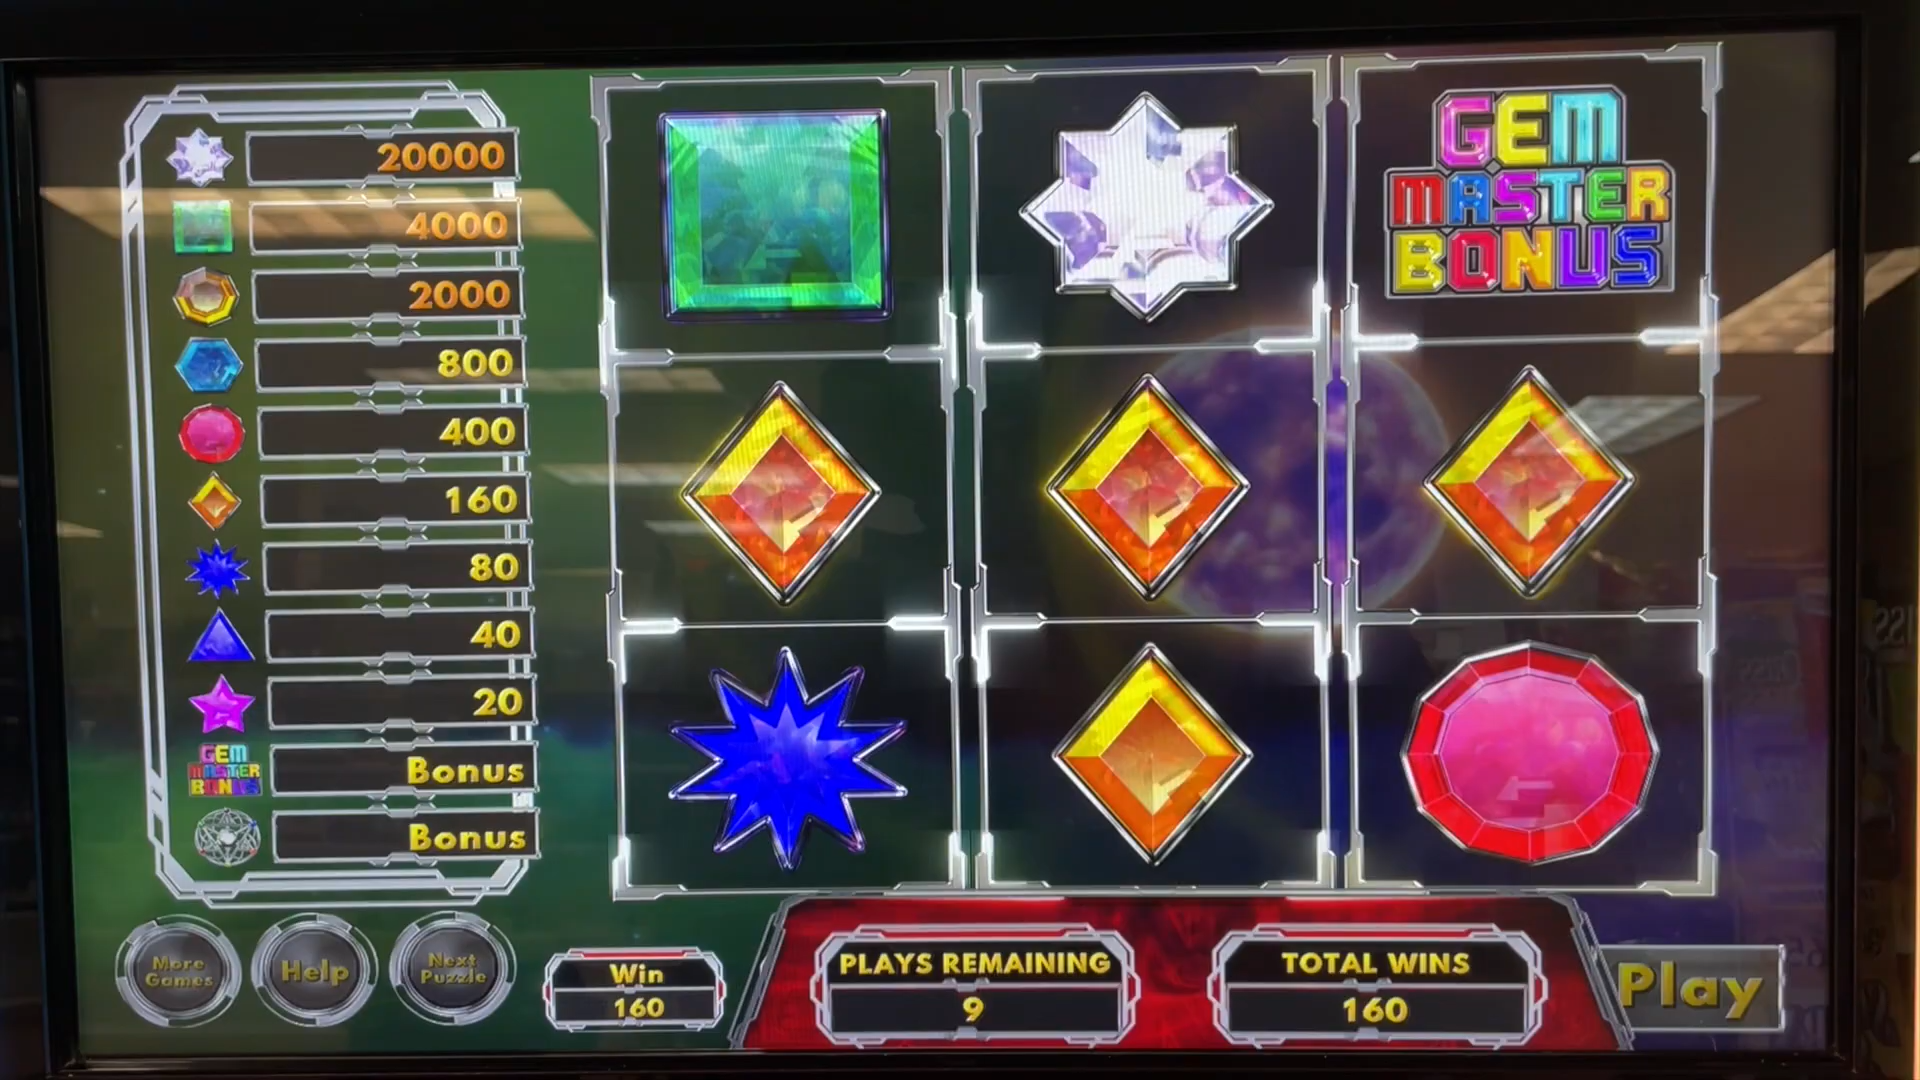 20000
4000
2000
800
400
160
80
40
20
GEM
MASTER
BONUS
Bonus
Bonus
GEM
MASTER
BONUS
More
Games
Help
Next
Puzzle
Win
160
PLAYS REMAINING
9
TOTAL WINS
160
Play